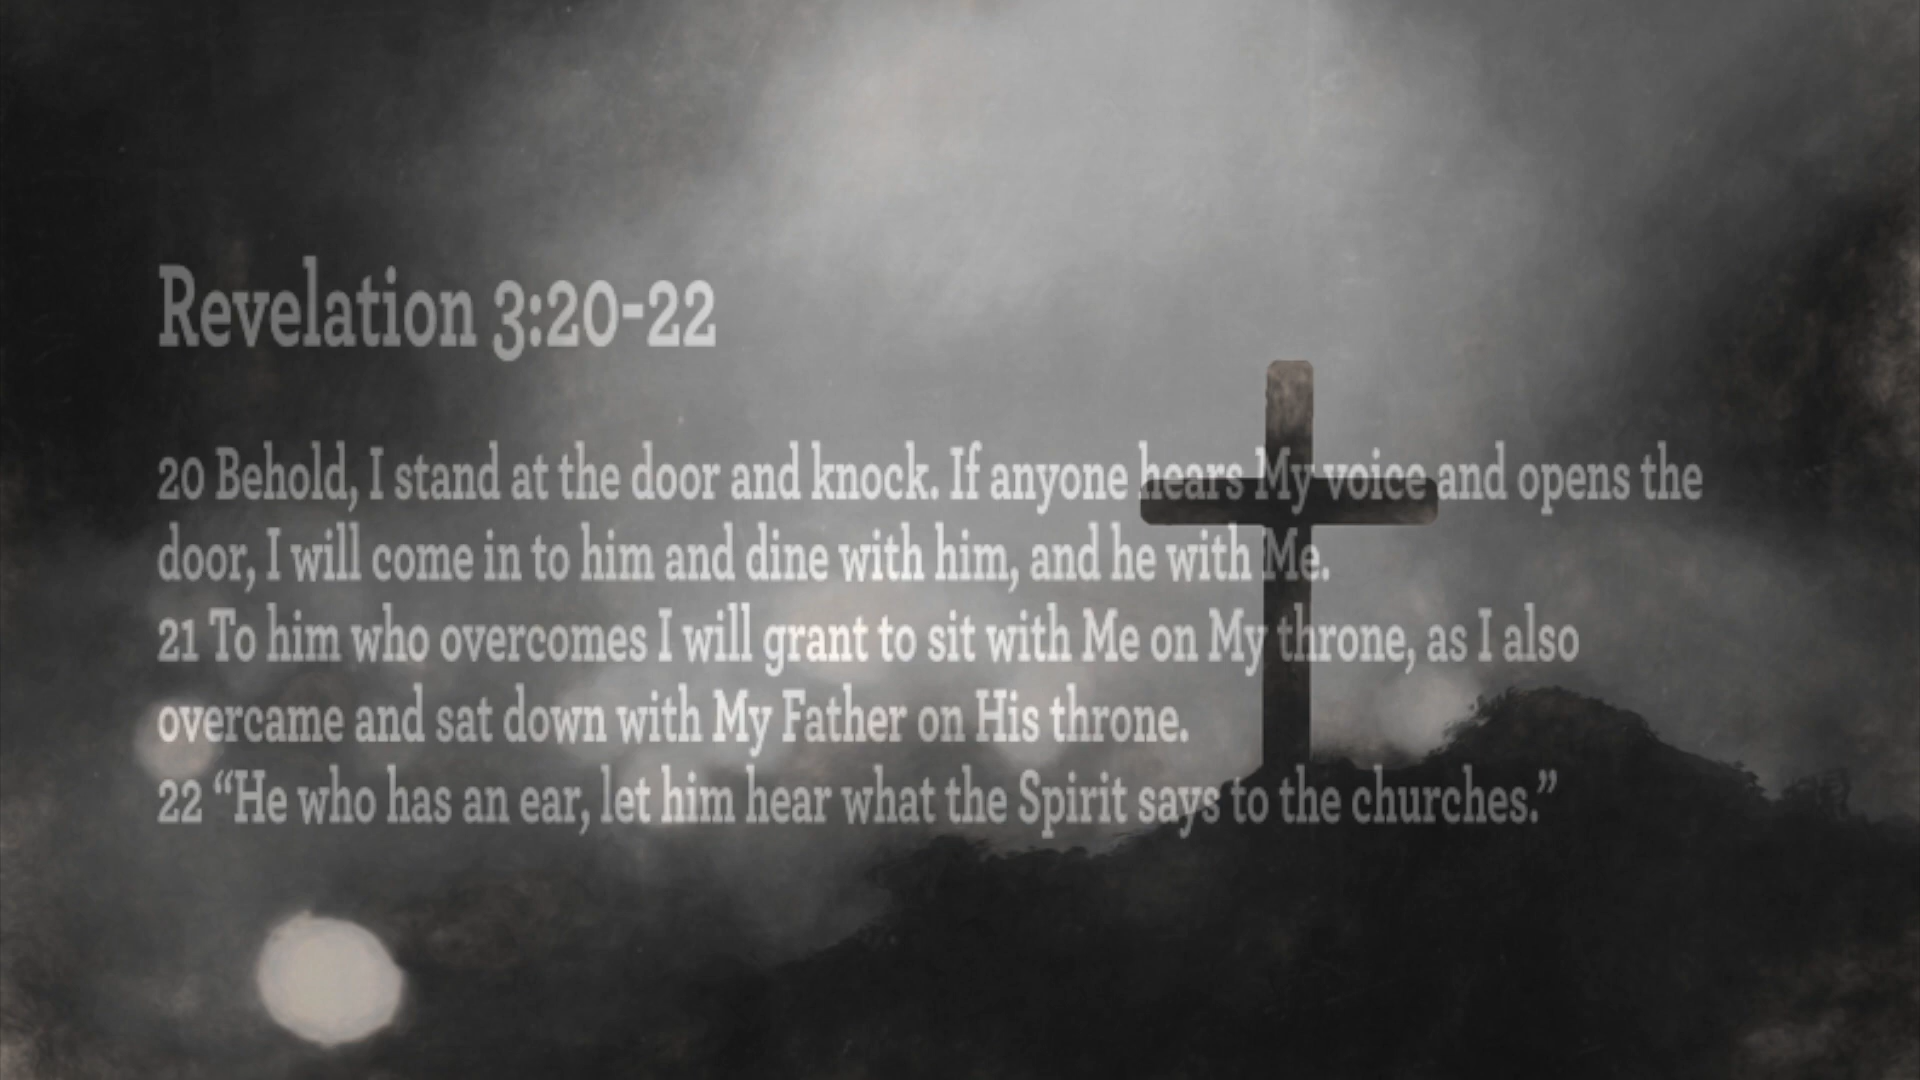 Revelation 3:20-22
20 Behold, I stand at the door and knock. If anyone hears My voice and opens the
door, I will come in to him and dine with him, and he with Me.
21 To him who overcomes I will grant to sit with Me on My throne, as I also
overcame and sat down with My Father on His throne.
22 “He who has an ear, let him hear what the Spirit says to the churches.”